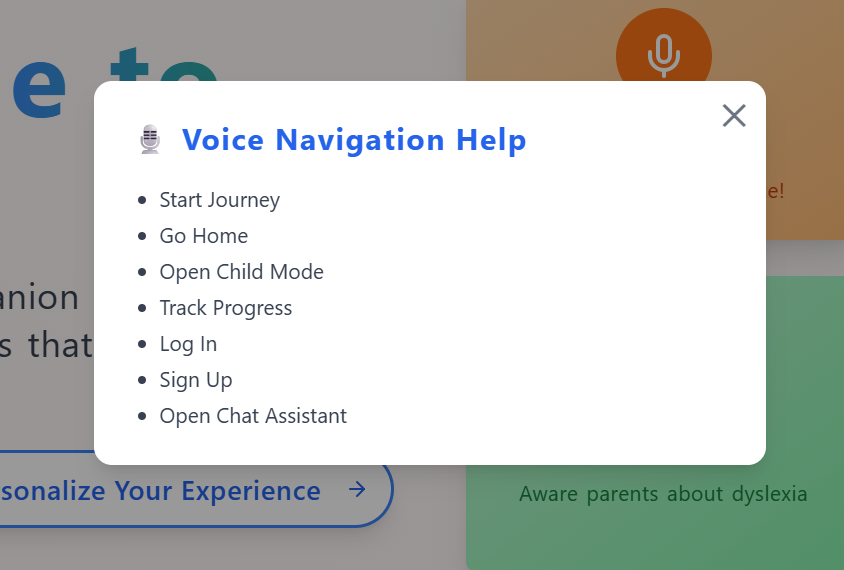 e to
e!
Voice Navigation Help
Start Journey
Go Home
Open Child Mode
Track Progress
Log In
Sign Up
Open Chat Assistant
anion
s that
sonalize Your Experience
Aware parents about dyslexia